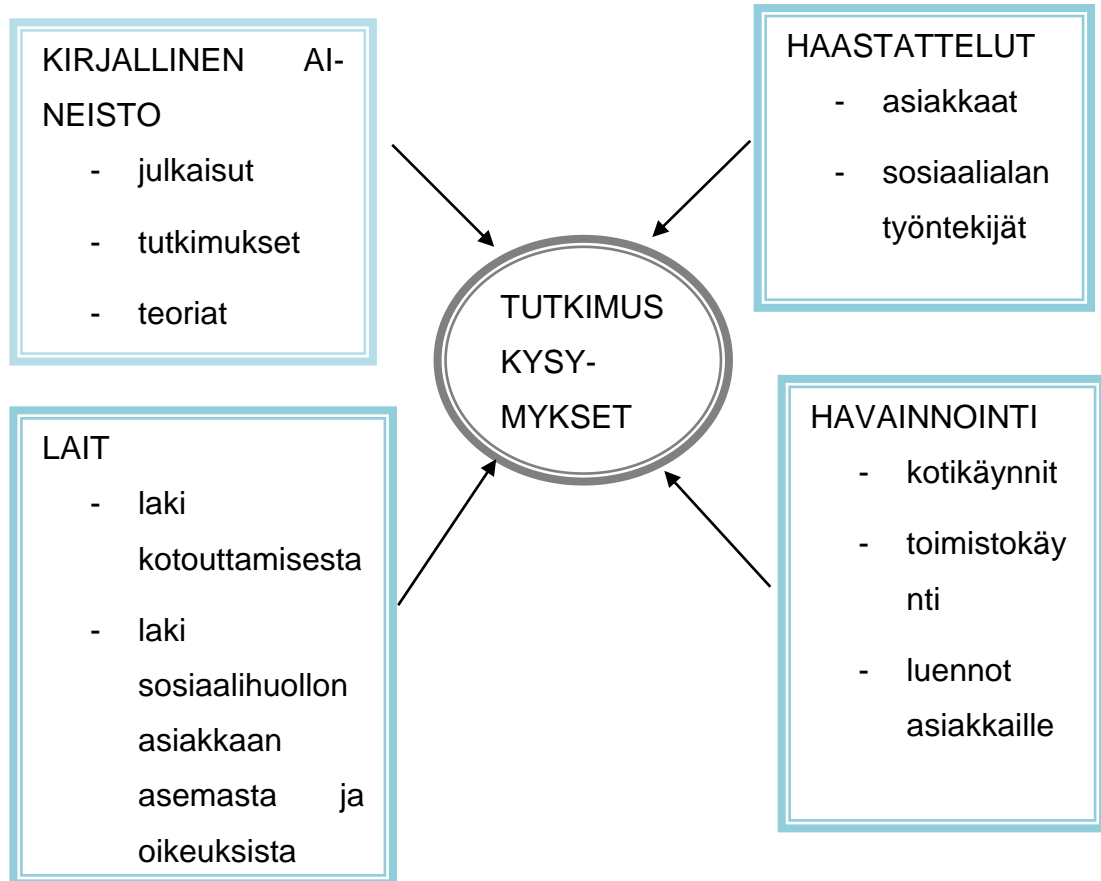 KIRJALLINEN AI-
NEISTO
- julkaisut
- tutkimukset
- teoriat
HAASTATTELUT
- asiakkaat
- sosiaalialan
työntekijät
TUTKIMUS
KYSY-
MYKSET
LAIT
- laki
kotouttamisesta
- laki
sosiaalihuollon
asiakkaan
asemasta ja
oikeuksista
HAVAINNOINTI
- kotikäynnit
- toimistokäy
nti
- luennot
asiakkaille